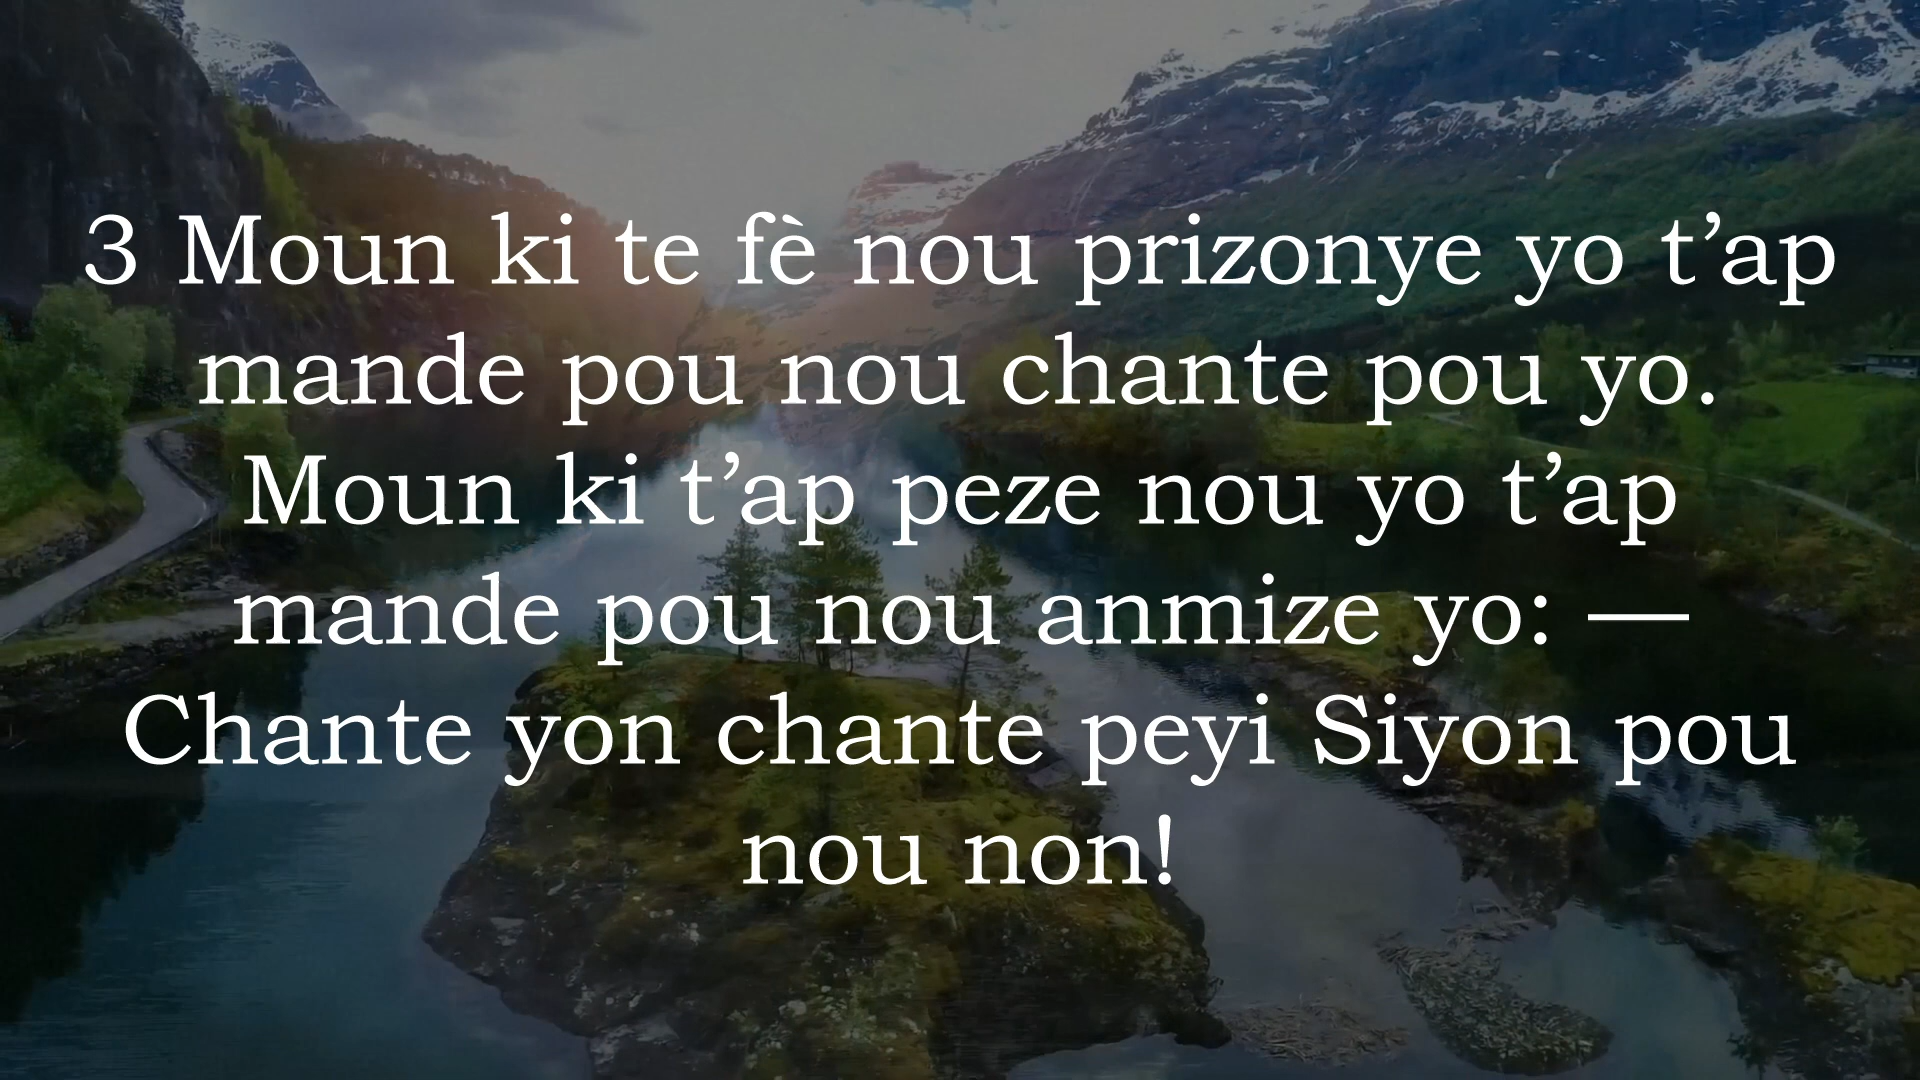 3 Moun ki te fè nou prizonye yo t’ap
mande pou nou chante pou yo.
Moun ki t’ap peze nou yo t’ap
mande pou nou anmize yo: —
Chante yon chante peyi Siyon pou
nou non!